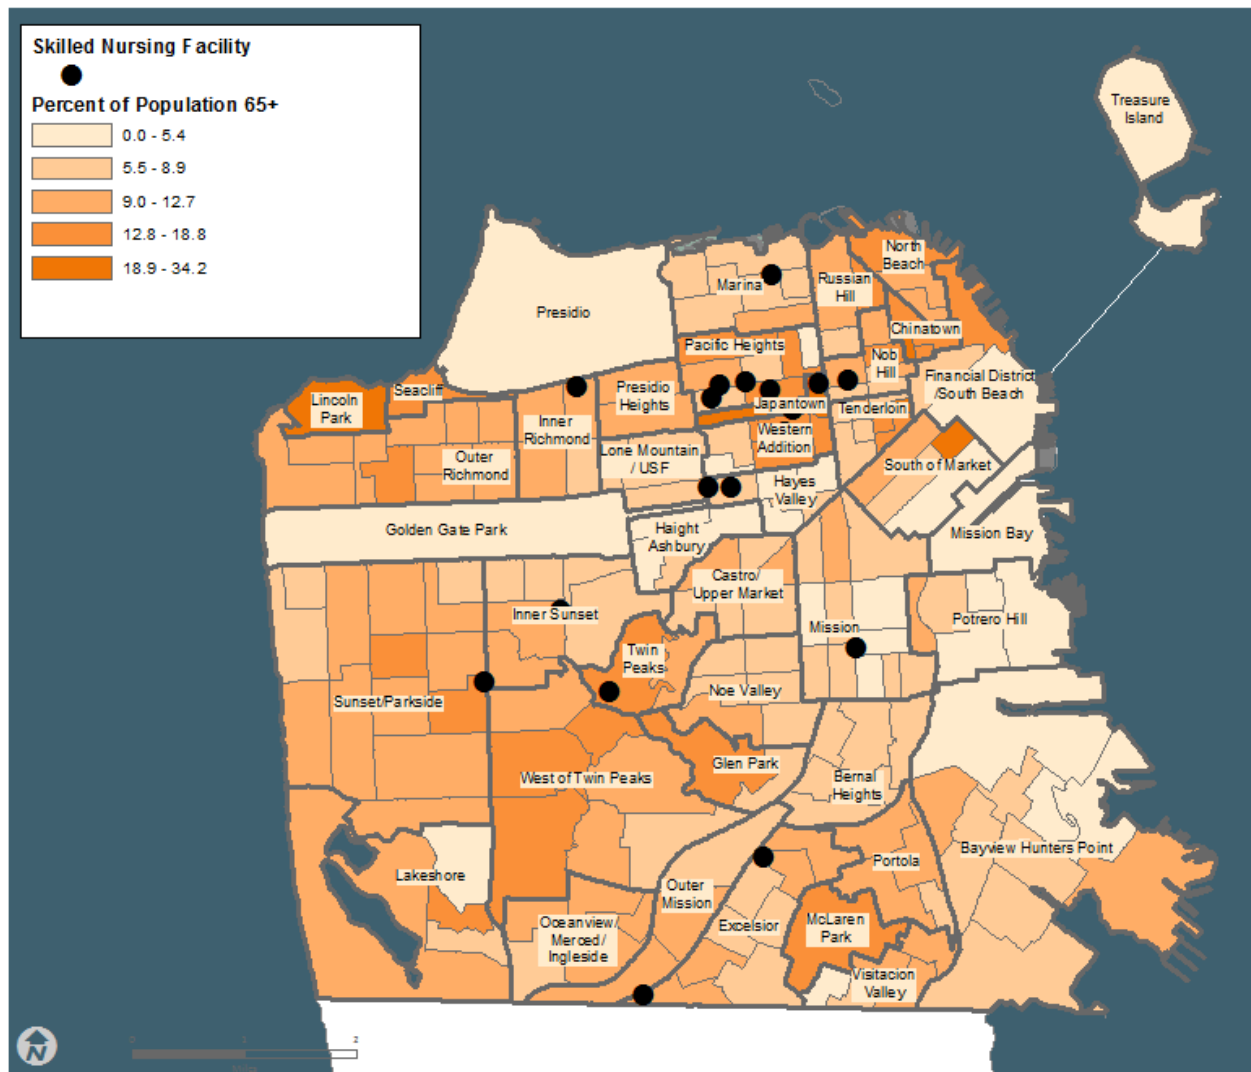 Skilled Nursing Facility
Percent of Population 65+
0.0 - 5.4
5.5 - 8.9
9.0 - 12.7
12.8 - 18.8
18.9 - 34.2
Treasure
Island
North
Beach
Marina
Russian
Hill
Presidio
Chinatown
Pacific Heights
Nob
Hill
Financial District
/South Beach
Seacliff
Lincoln
Park
Presidio
Heights
Inner
Richmond
Japantown
Tenderloin
Western
Addition
Outer
Richmond
Lone Mountain
/ USF
South of Market
Hayes
Valley
Golden Gate Park
Haight
Ashbury
Mission Bay
Castro/
Upper Market
Inner Sunset
Mission
Potrero Hill
Twin
Peaks
Noe Valley
Sunset/Parkside
West of Twin Peaks
Glen Park
Bernal
Heights
Bayview Hunters Point
Portola
Lakeshore
Outer
Mission
Excelsior
McLaren
Park
Oceanview/
Merced/
Ingleside
Visitacion
Valley
N
0 1 2